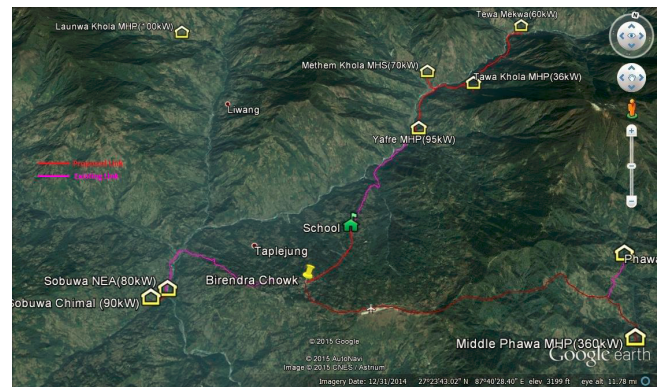 Tewa Mekwa(60kW)
N
Launwa Khola MHP(100kW)
Methem Khola MHS(70kW)
Tawa Khola MHP(36kW)
Liwang
Yafre MHP(95kW)
School
Taplejung
Phawa
Sobuwa NEA(80kW)
Birendra Chowk
Sobuwa Chimal (90kW)
Middle Phawa MHP(360kW)
© 2015 Google
© 2015 AutoNavi
Image © 2015 CNES / Astrium
Google earth
Imagery Date: 12/31/2014 27°23'43.02" N 87°40'28.40" E elev 3199 ft eye alt 11.78 mi